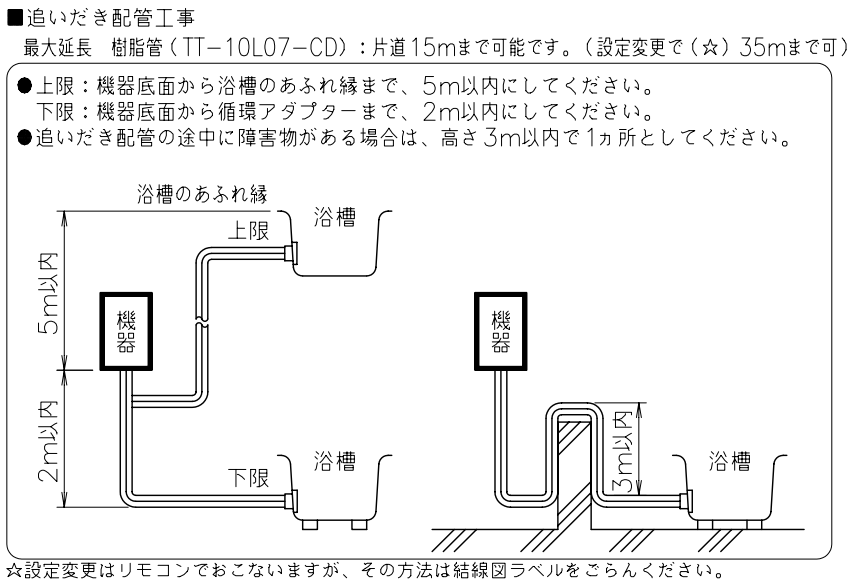 ■追いだき配管工事
最大延長 樹脂管(TT-10L07-CD):片道15mまで可能です。(設定変更で(☆) 35mまで可)
●上限:機器底面から浴槽のあふれ縁まで、5m以内にしてください。
下限:機器底面から循環アダプターまで、2m以内にしてください。
●追いだき配管の途中に障害物がある場合は、高さ3m以内で1ヵ所としてください。
浴槽のあふれ縁
浴槽
上限
5m以内
機器
機器
2m以内
3m以内
下限
浴槽
浴槽
☆設定変更はリモコンでおこないますが、その方法は結線図ラベルをごらんください。